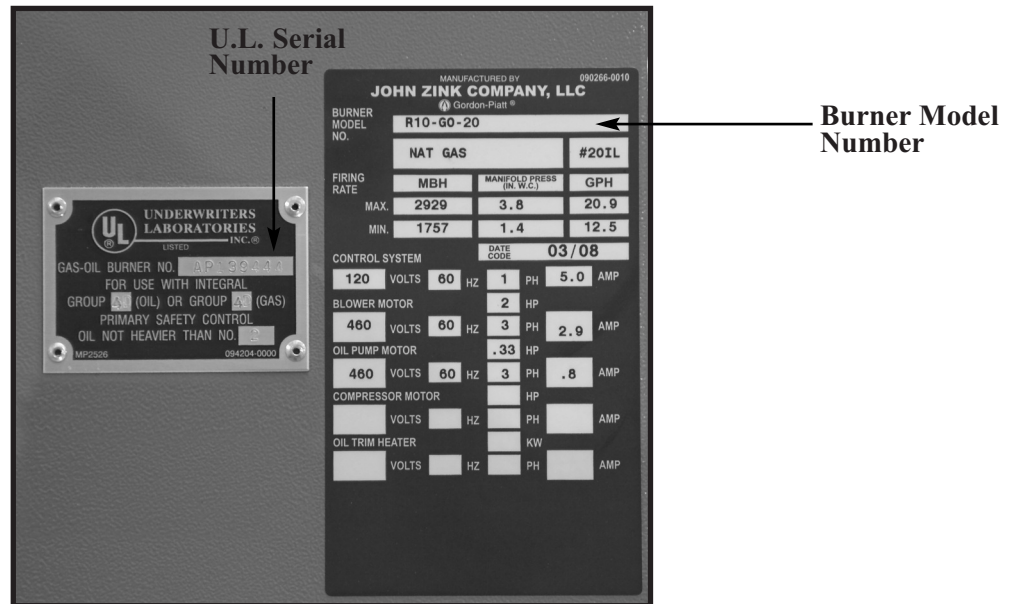 U.L. Serial
Number
Burner Model
Number
UNDERWRITERS
LABORATORIES
INC.®
UL
®
LISTED
GAS-OIL BURNER NO. AP139444
FOR USE WITH INTEGRAL
GROUP (OIL) OR GROUP (GAS)
PRIMARY SAFETY CONTROL
OIL NOT HEAVIER THAN NO. 2
MP2526 094204-0000
MANUFACTURED BY 090266-0010
JOHN ZINK COMPANY, LLC
Gordon-Piatt ®
BURNER
MODEL
NO.
R10-GO-20
NAT GAS #20IL
FIRING
RATE
MBH MANIFOLD PRESS (IN. W.C.) GPH
MAX. 2929 3.8 20.9
MIN. 1757 1.4 12.5
DATE CODE 03/08
CONTROL SYSTEM
120 VOLTS 60 HZ 1 PH 5.0 AMP
BLOWER MOTOR 2 HP
460 VOLTS 60 HZ 3 PH 2.9 AMP
OIL PUMP MOTOR .33 HP
460 VOLTS 60 HZ 3 PH .8 AMP
COMPRESSOR MOTOR HP
VOLTS HZ PH AMP
OIL TRIM HEATER KW
VOLTS HZ PH AMP